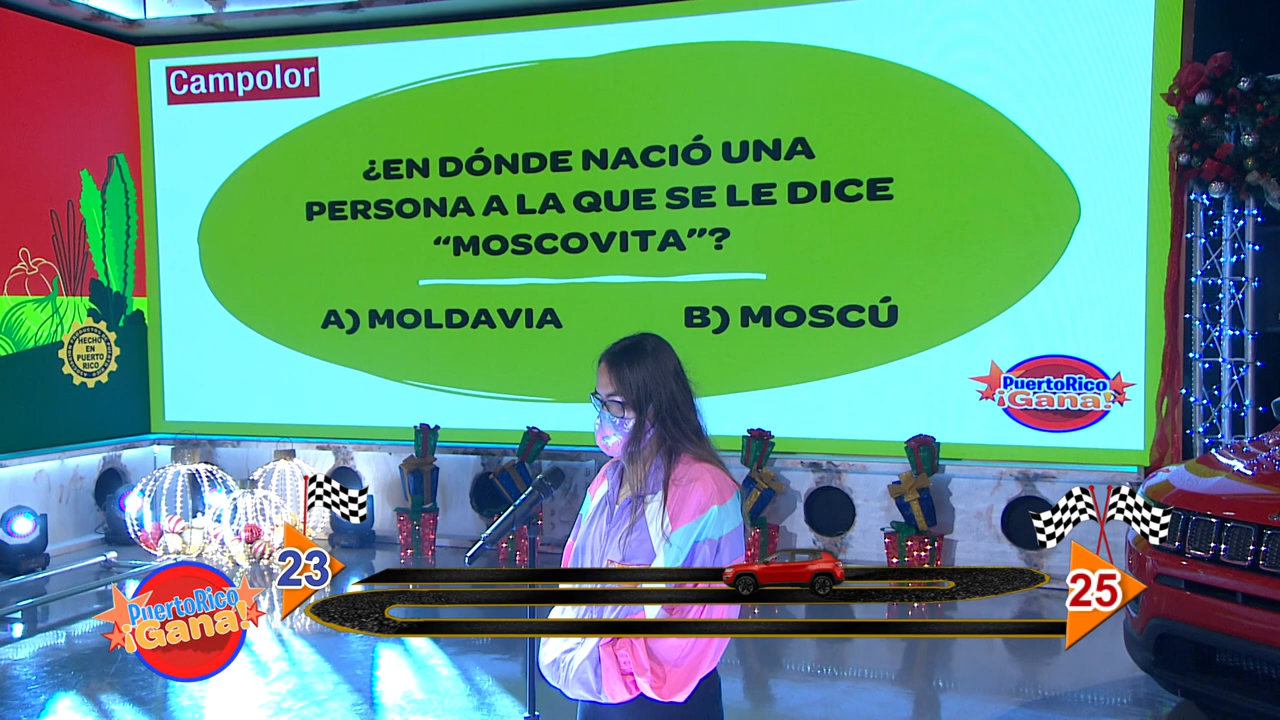 Campolor
¿EN DÓNDE NACIÓ UNA
PERSONA A LA QUE SE LE DICE
“MOSCOVITA”?
A) MOLDAVIA B) MOSCÚ
HECHO
EN
PUERTO
RICO
PuertoRico
¡Gana!
23
25
PuertoRico
¡Gana!